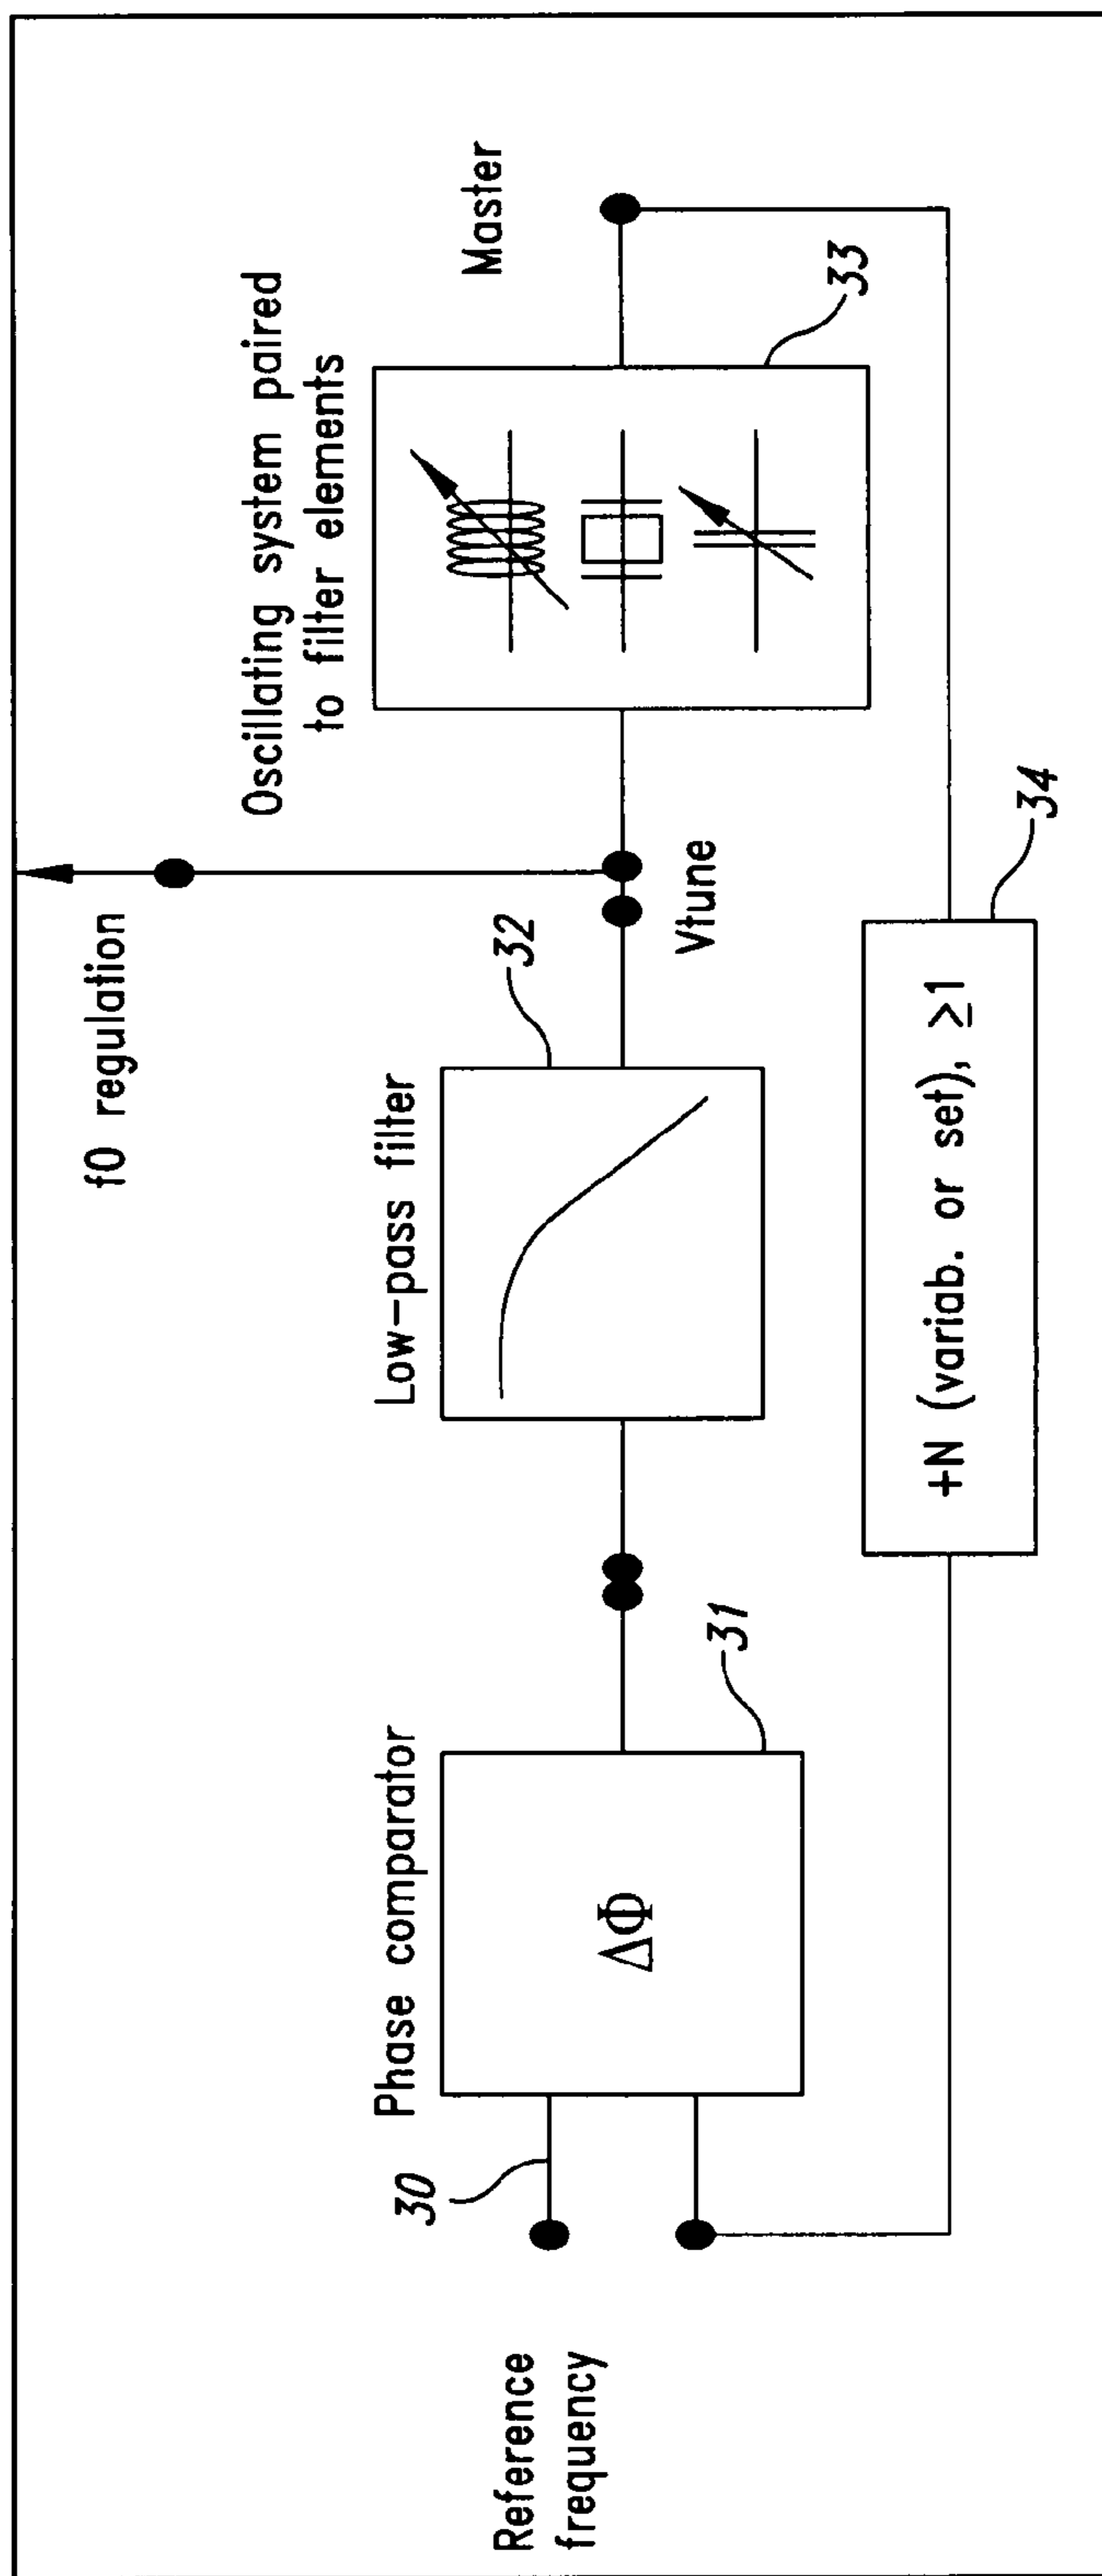 f0 regulation
Oscillating system paired
to filter elements
Master
33
Low-pass filter
32
Vtune
Phase comparator
ΔΦ
31
30
Reference
frequency
+N (variab. or set), ≥1
34